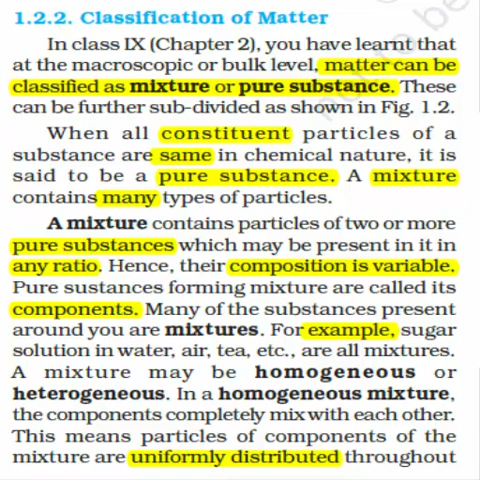 1.2.2. Classification of Matter
In class IX (Chapter 2), you have learnt that
at the macroscopic or bulk level, matter can be
classified as mixture or pure substance. These
can be further sub-divided as shown in Fig. 1.2.
When all constituent particles of a
substance are same in chemical nature, it is
said to be a pure substance. A mixture
contains many types of particles.
A mixture contains particles of two or more
pure substances which may be present in it in
any ratio. Hence, their composition is variable.
Pure sustances forming mixture are called its
components. Many of the substances present
around you are mixtures. For example, sugar
solution in water, air, tea, etc., are all mixtures.
A mixture may be homogeneous or
heterogeneous. In a homogeneous mixture,
the components completely mix with each other.
This means particles of components of the
mixture are uniformly distributed throughout